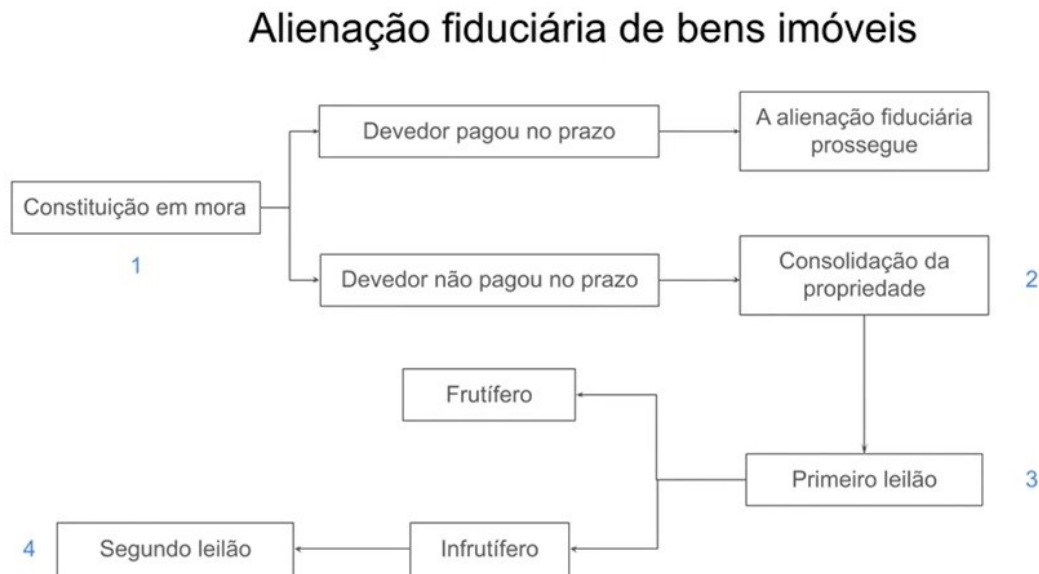 Alienação fiduciária de bens imóveis
Devedor pagou no prazo
A alienação fiduciária
prossegue
Constituição em mora
1
Devedor não pagou no prazo
Consolidação da
propriedade
2
Frutífero
Primeiro leilão
3
4
Segundo leilão
Infrutífero